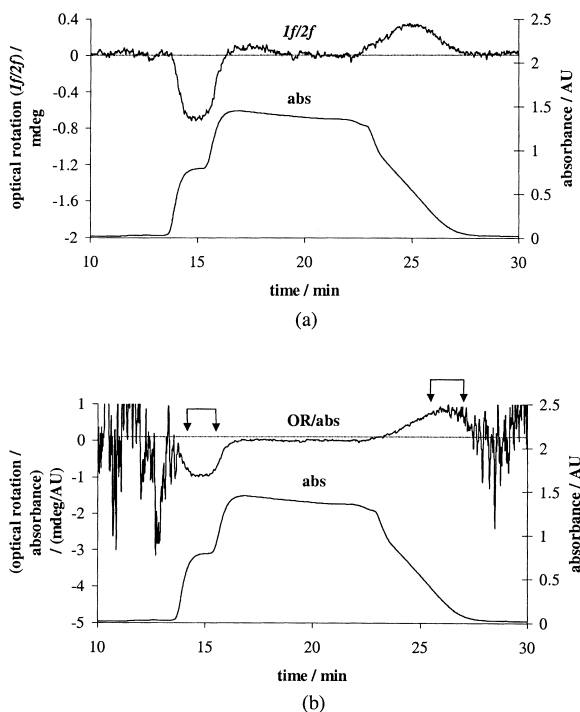 optical rotation (1f/2f) /
mdeg
0.4
0
-0.4
-0.8
-1.2
-1.6
-2
1f/2f
abs
2.5
2
1.5
1
0.5
0
absorbance / AU
10
15
20
25
30
time / min
(a)
(optical rotation /
absorbance)
/ (mdeg/AU)
1
0
-1
-2
-3
-4
-5
OR/abs
abs
2.5
2
1.5
1
0.5
0
absorbance / AU
10
15
20
25
30
time / min
(b)